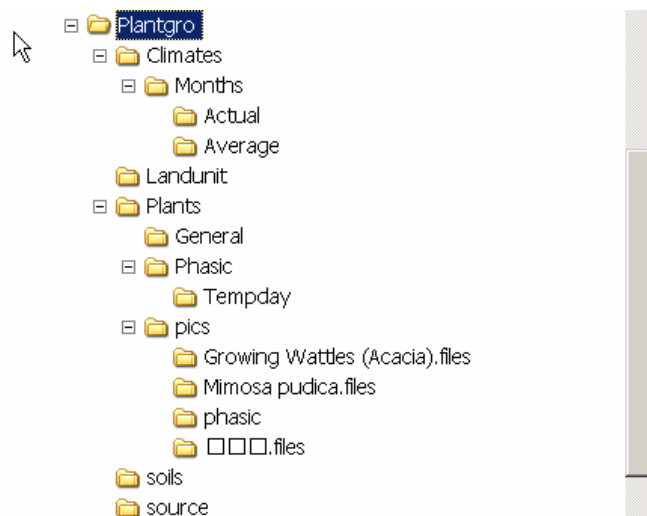 Plantgro
Climates
Months
Actual
Average
Landunit
Plants
General
Phasic
Tempday
pics
Growing Wattles (Acacia).files
Mimosa pudica.files
phasic
□□□.files
soils
source